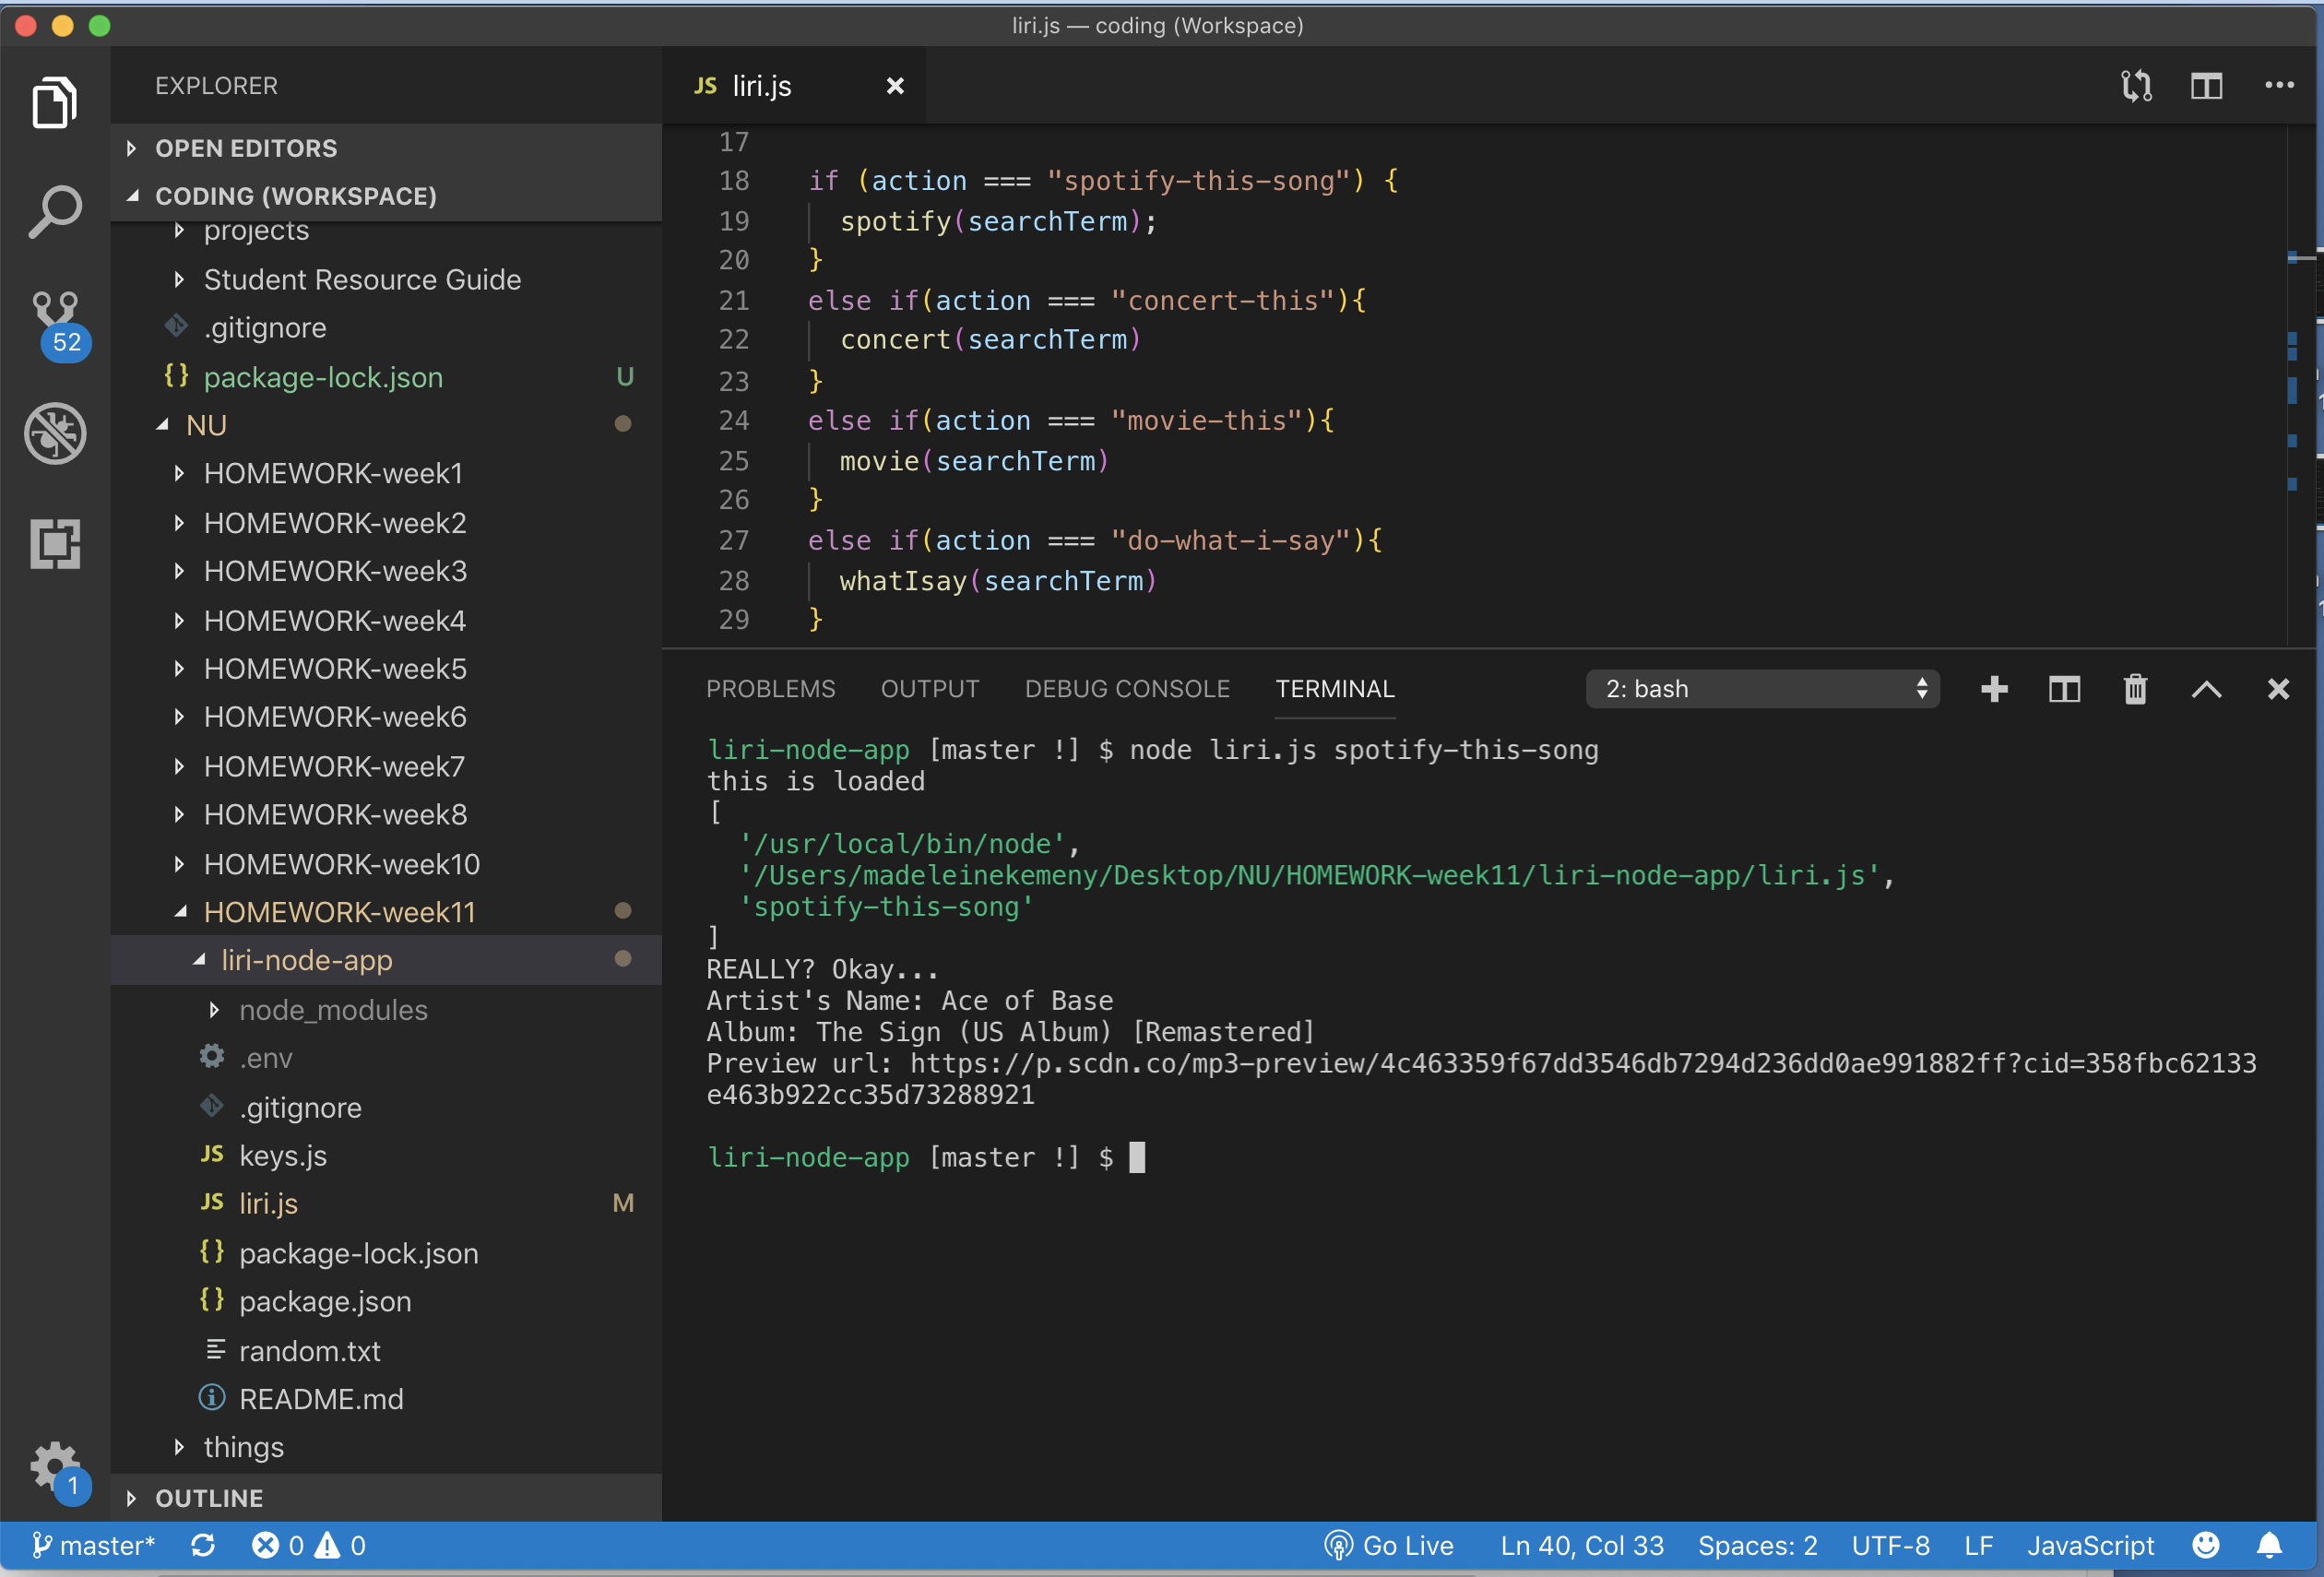 liri.js — coding (Workspace)
EXPLORER
OPEN EDITORS
CODING (WORKSPACE)
projects
Student Resource Guide
.gitignore
{} package-lock.json U
NU
HOMEWORK-week1
HOMEWORK-week2
HOMEWORK-week3
HOMEWORK-week4
HOMEWORK-week5
HOMEWORK-week6
HOMEWORK-week7
HOMEWORK-week8
HOMEWORK-week10
HOMEWORK-week11
liri-node-app
node_modules
.env
.gitignore
JS keys.js
JS liri.js M
{} package-lock.json
{} package.json
random.txt
README.md
things
OUTLINE
52
1
JS liri.js
17
18 if (action === "spotify-this-song") {
19 spotify(searchTerm);
20 }
21 else if(action === "concert-this"){
22 concert(searchTerm)
23 }
24 else if(action === "movie-this"){
25 movie(searchTerm)
26 }
27 else if(action === "do-what-i-say"){
28 whatIsay(searchTerm)
29 }
PROBLEMS OUTPUT DEBUG CONSOLE TERMINAL 2: bash
liri-node-app [master !] $ node liri.js spotify-this-song
this is loaded
[
'/usr/local/bin/node',
'/Users/madeleinekemeny/Desktop/NU/HOMEWORK-week11/liri-node-app/liri.js',
'spotify-this-song'
]
REALLY? Okay...
Artist's Name: Ace of Base
Album: The Sign (US Album) [Remastered]
Preview url: https://p.scdn.co/mp3-preview/4c463359f67dd3546db7294d236dd0ae991882ff?cid=358fbc62133
e463b922cc35d73288921
liri-node-app [master !] $
master* 0 0 Go Live Ln 40, Col 33 Spaces: 2 UTF-8 LF JavaScript